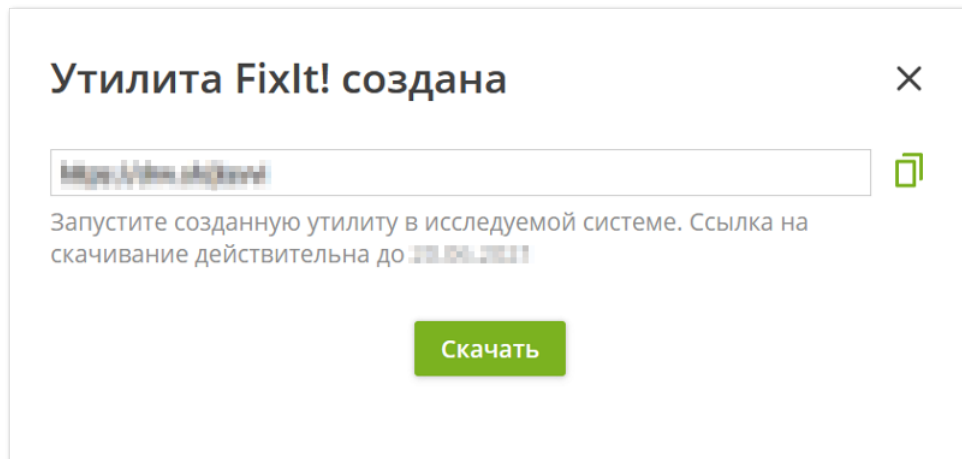 Утилита FixIt! создана
Запустите созданную утилиту в исследуемой системе. Ссылка на
скачивание действительна до
Скачать